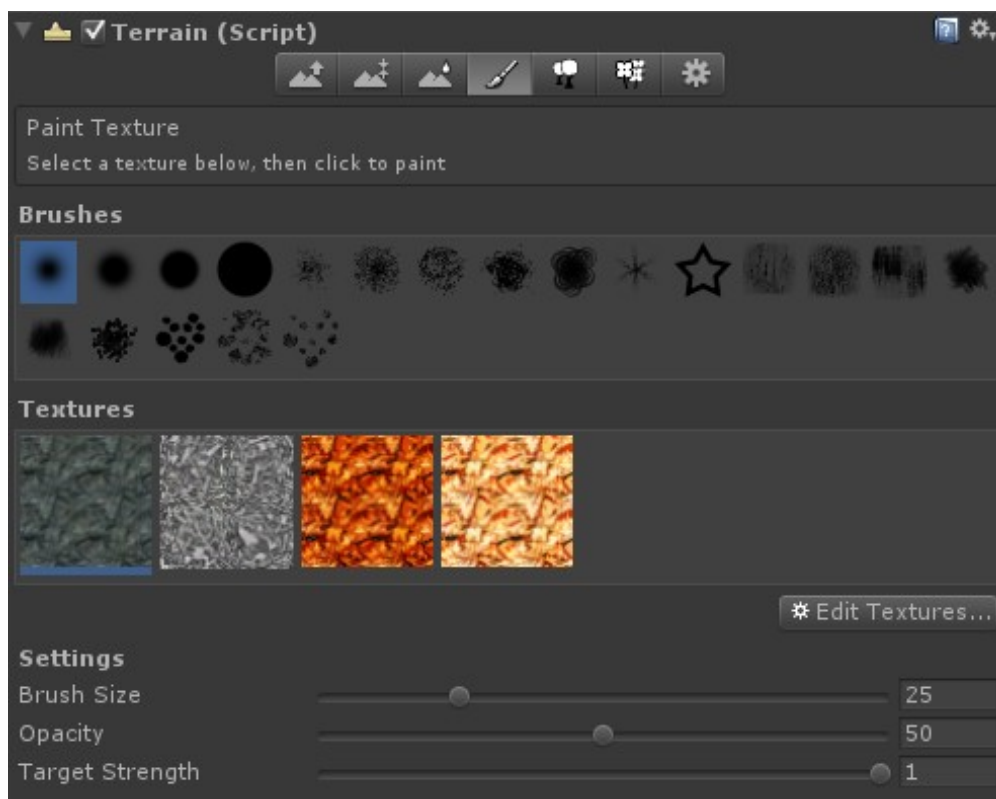 Terrain (Script)
Paint Texture
Select a texture below, then click to paint
Brushes
Textures
Edit Textures...
Settings
Brush Size 25
Opacity 50
Target Strength 1